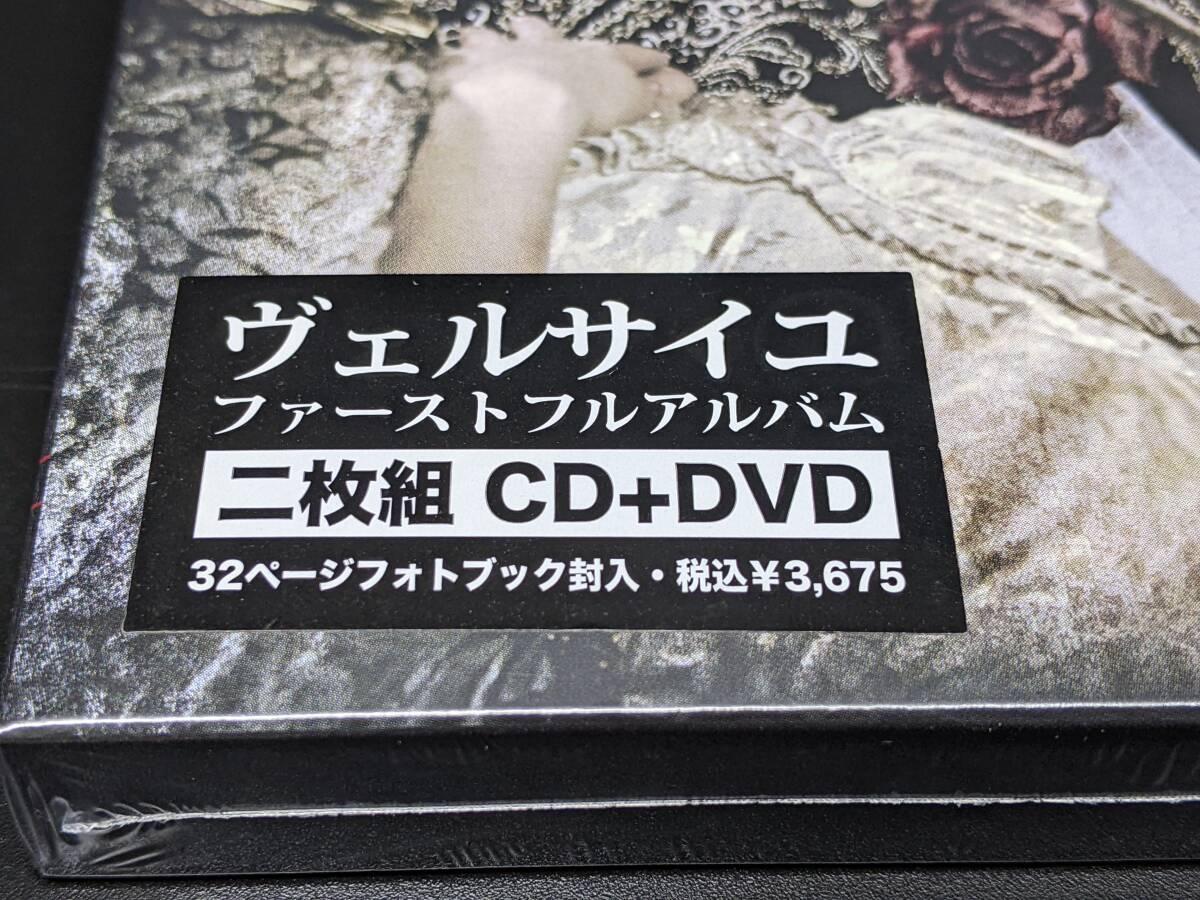 ヴェルサイユ
ファーストフルアルバム
二枚組 CD+DVD
32ページフォトブック封入・税込¥3,675